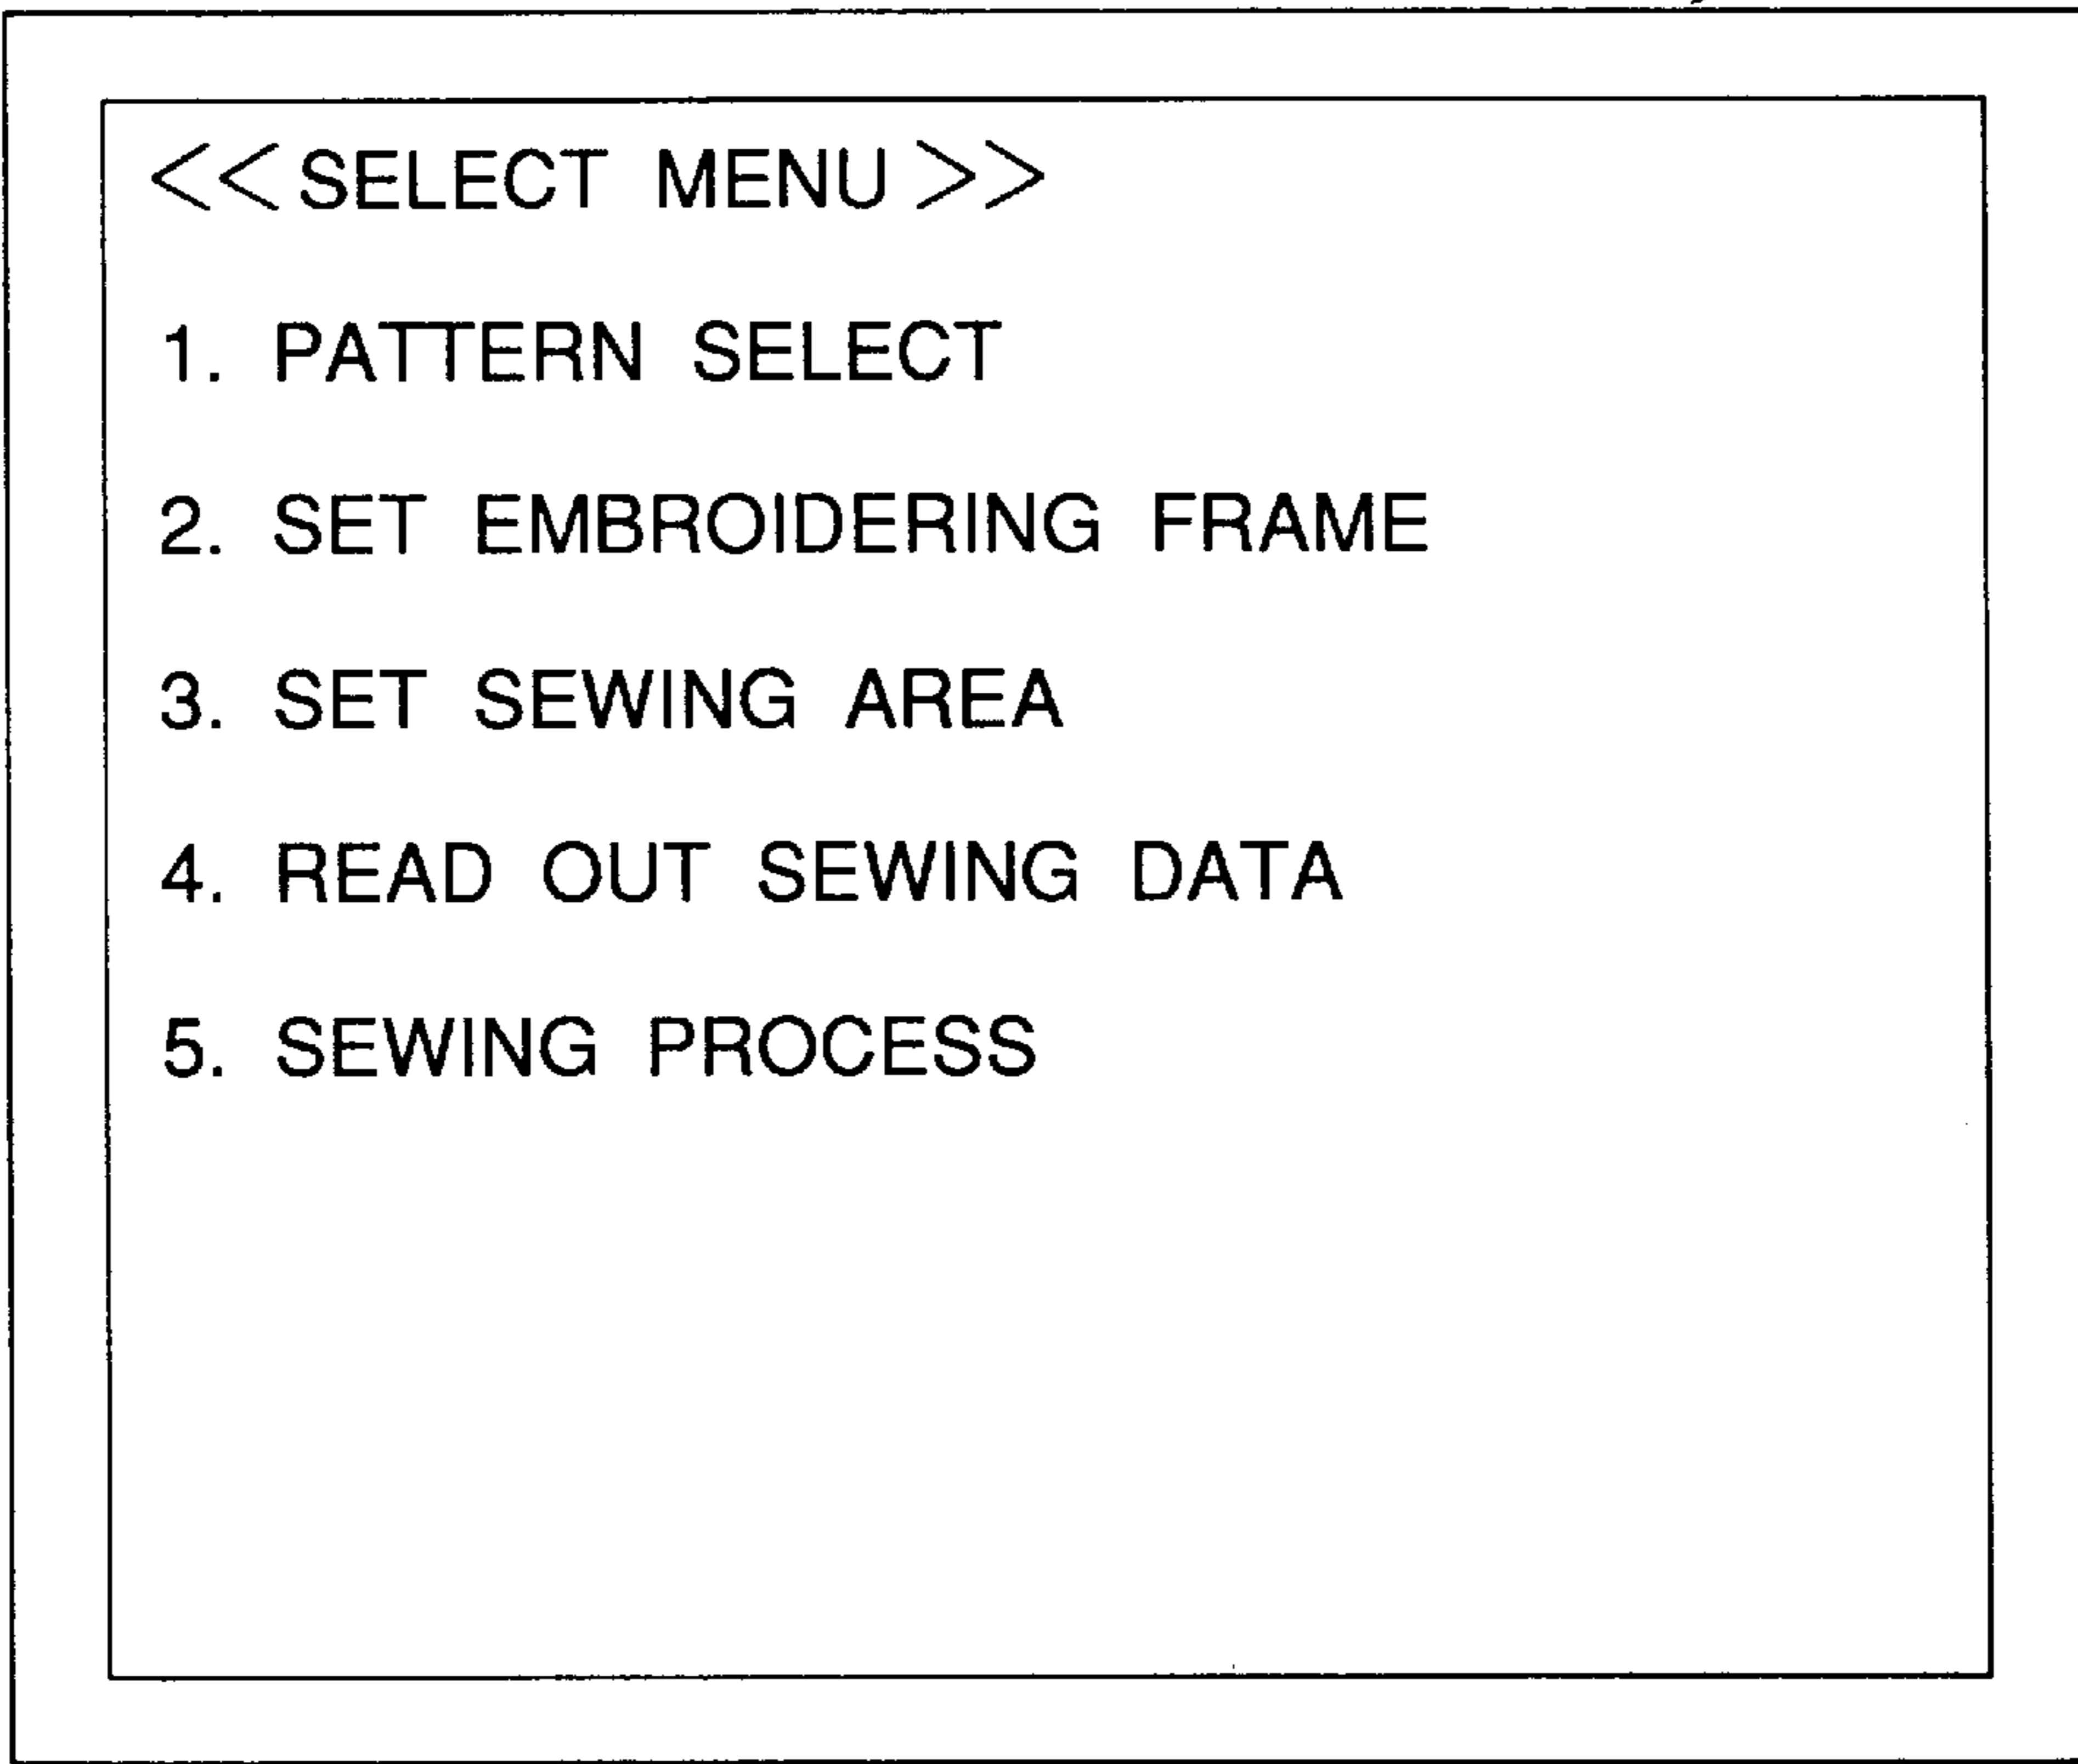 <<SELECT MENU>>
1. PATTERN SELECT
2. SET EMBROIDERING FRAME
3. SET SEWING AREA
4. READ OUT SEWING DATA
5. SEWING PROCESS